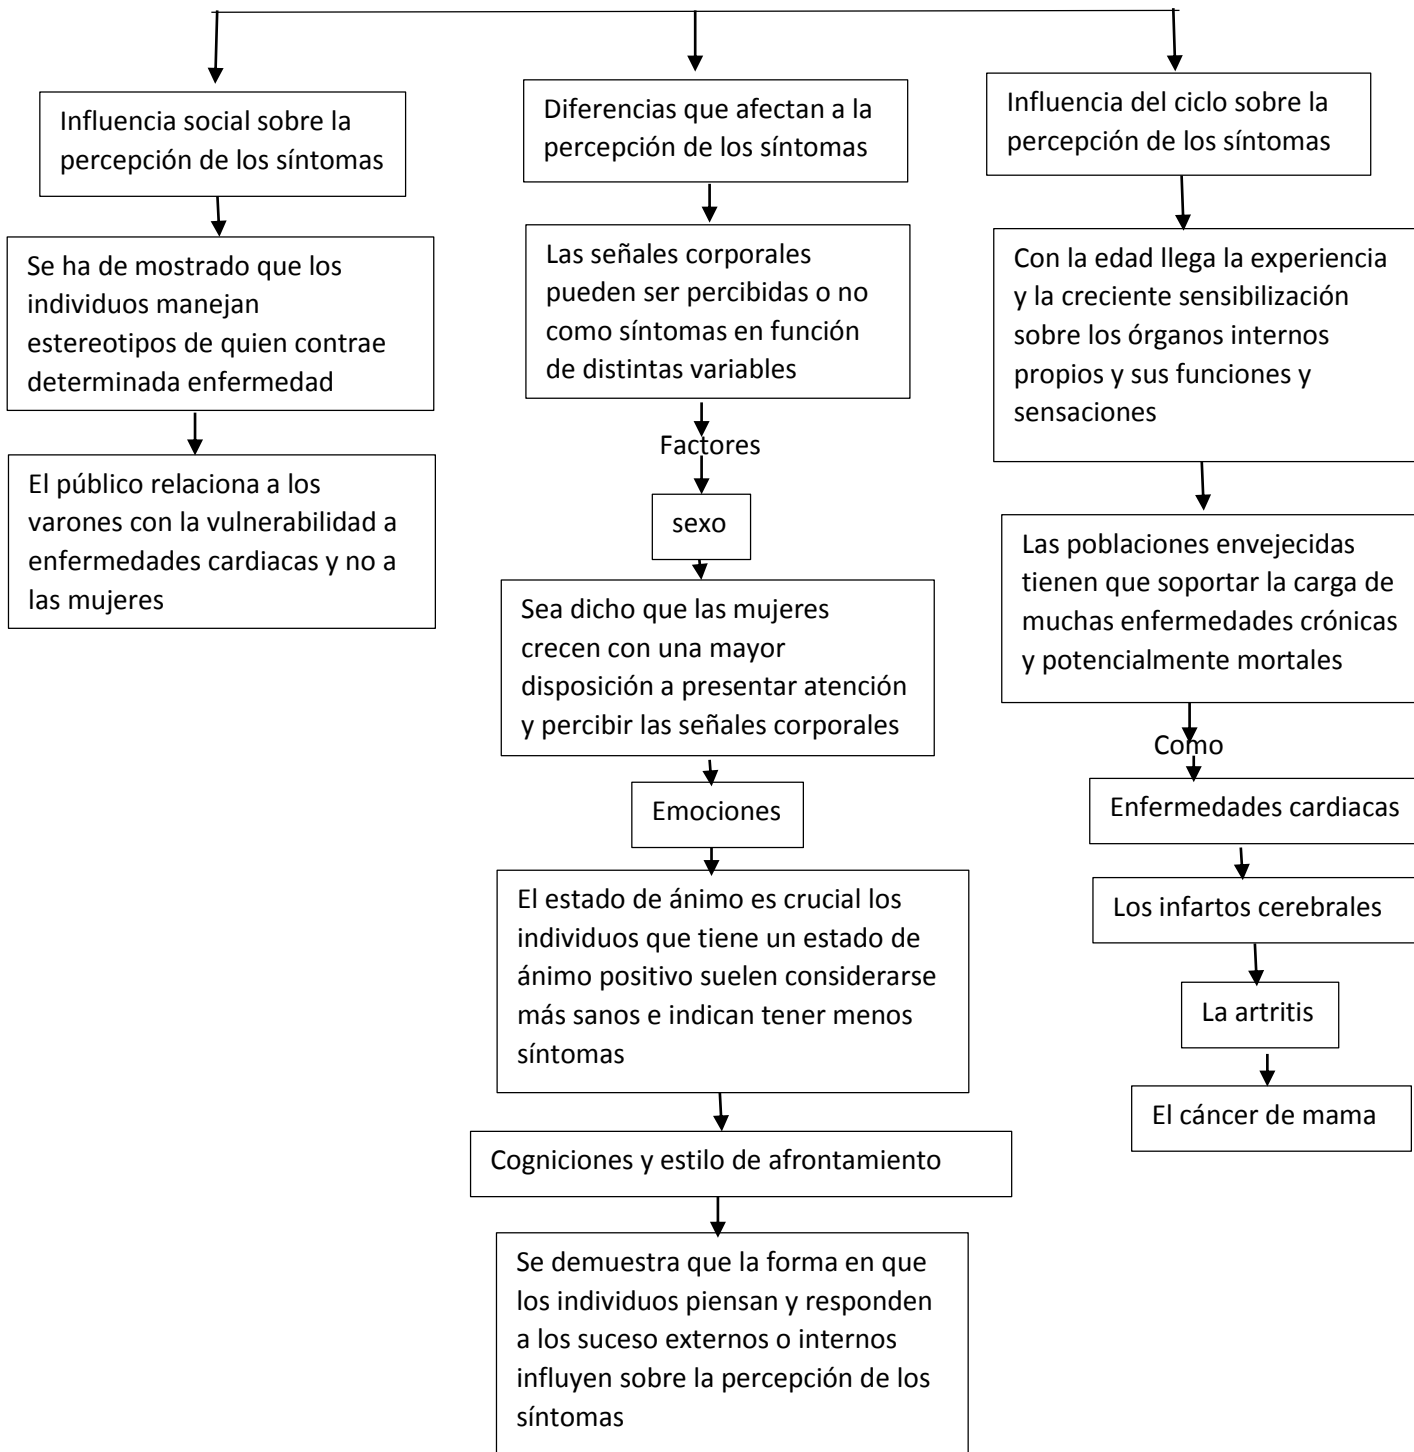 Influencia social sobre la
percepción de los síntomas
Se ha de mostrado que los
individuos manejan
estereotipos de quien contrae
determinada enfermedad
El público relaciona a los
varones con la vulnerabilidad a
enfermedades cardiacas y no a
las mujeres
Diferencias que afectan a la
percepción de los síntomas
Las señales corporales
pueden ser percibidas o no
como síntomas en función
de distintas variables
Factores
sexo
Sea dicho que las mujeres
crecen con una mayor
disposición a presentar atención
y percibir las señales corporales
Emociones
El estado de ánimo es crucial los
individuos que tiene un estado de
ánimo positivo suelen considerarse
más sanos e indican tener menos
síntomas
Cogniciones y estilo de afrontamiento
Se demuestra que la forma en que
los individuos piensan y responden
a los suceso externos o internos
influyen sobre la percepción de los
síntomas
Influencia del ciclo sobre la
percepción de los síntomas
Con la edad llega la experiencia
y la creciente sensibilización
sobre los órganos internos
propios y sus funciones y
sensaciones
Las poblaciones envejecidas
tienen que soportar la carga de
muchas enfermedades crónicas
y potencialmente mortales
Como
Enfermedades cardiacas
Los infartos cerebrales
La artritis
El cáncer de mama